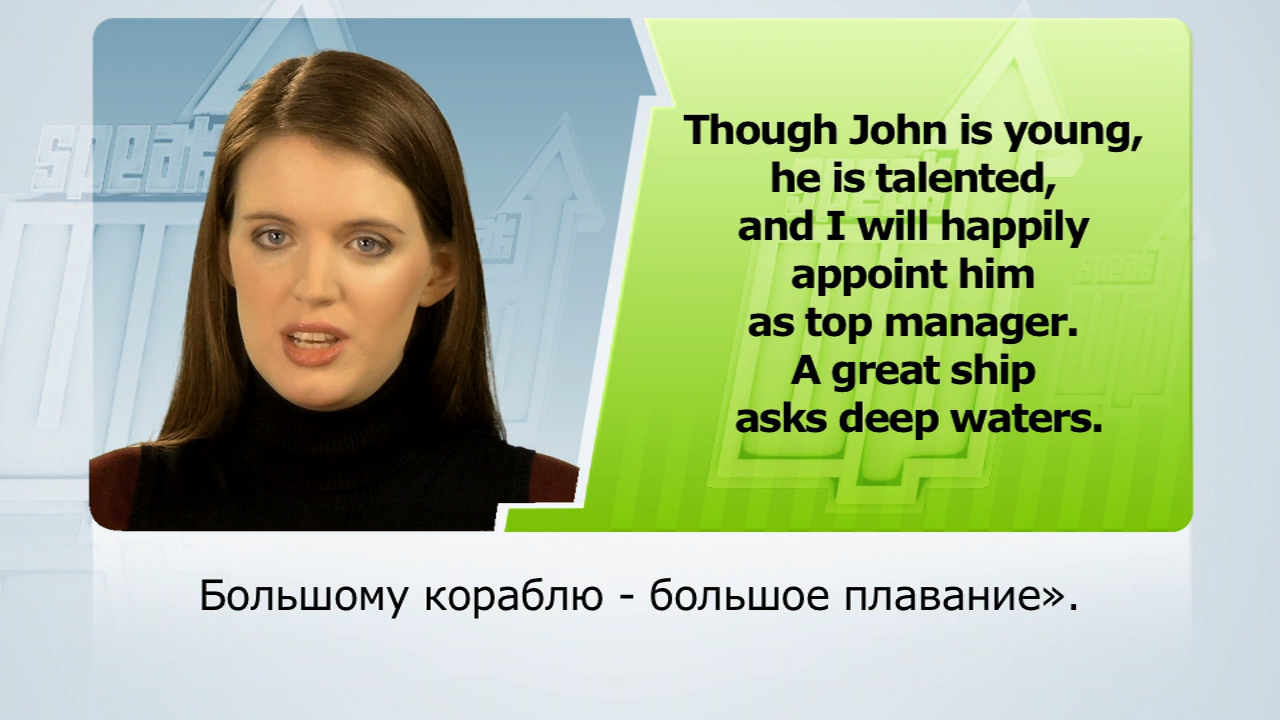 speak
Though John is young,
he is talented,
and I will happily
appoint him
as top manager.
A great ship
asks deep waters.
Большому кораблю - большое плавание».